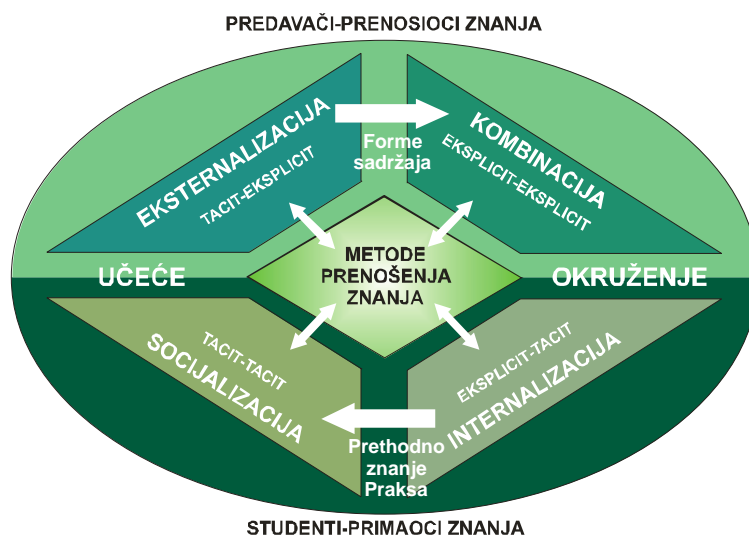 PREDAVAČI-PRENOSIOCI ZNANJA
EKSTERNALIZACIJA
TACIT-EKSPLICIT
Forme
sadržaja
KOMBINACIJA
EKSPLICIT-EKSPLICIT
UČEĆE
METODE
PRENOŠENJA
ZNANJA
OKRUŽENJE
TACIT-TACIT
SOCIJALIZACIJA
EKSPLICIT-TACIT
INTERNALIZACIJA
Prethodno
znanje
Praksa
STUDENTI-PRIMAOCI ZNANJA